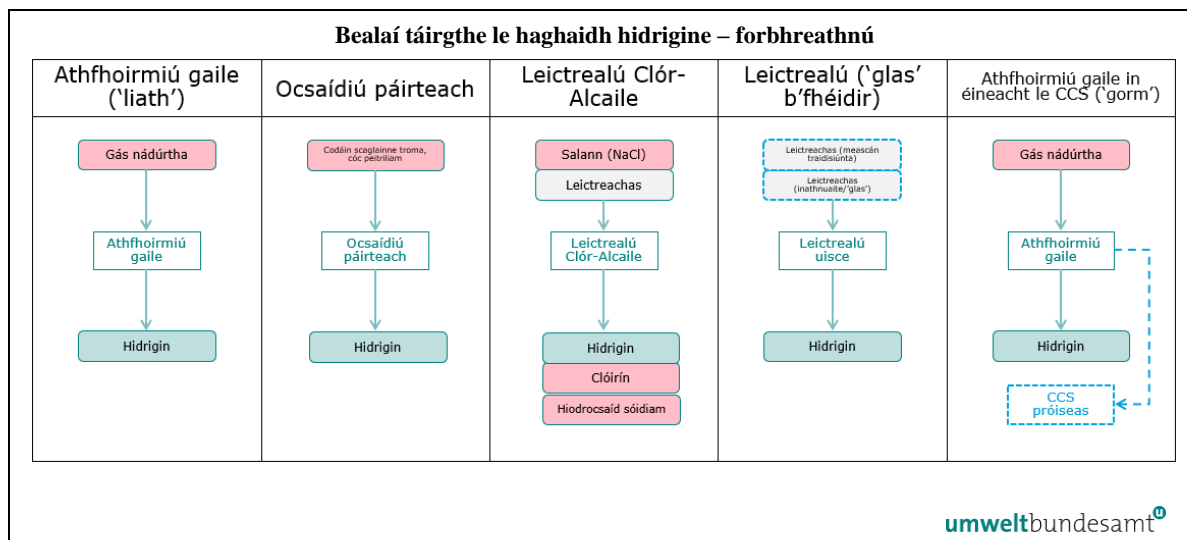 Bealaí táirgthe le haghaidh hidrigine – forbhreathnú
Athfhoirmiú gaile
('liath')
Gás nádúrtha
Athfhoirmiú
gaile
Hidrigin
Ocsaídiú páirteach
Codáin scaglainne troma,
cóc peitriliam
Ocsaídiú
páirteach
Hidrigin
Leictrealú Clór-
Alcaile
Salann (NaCl)
Leictreachas
Leictrealú
Clór-Alcaile
Hidrigin
Clóirín
Hiodrocsaíd sóidiam
Leictrealú ('glas'
b'fhéidir)
Leictreachas (meascán
traidisiúnta)
Leictreachas
(inathnuaite/'glas')
Leictrealú
uisce
Hidrigin
Athfhoirmiú gaile in
éineacht le CCS ('gorm')
Gás nádúrtha
Athfhoirmiú
gaile
Hidrigin
CCS
próiseas
umweltbundesamt u